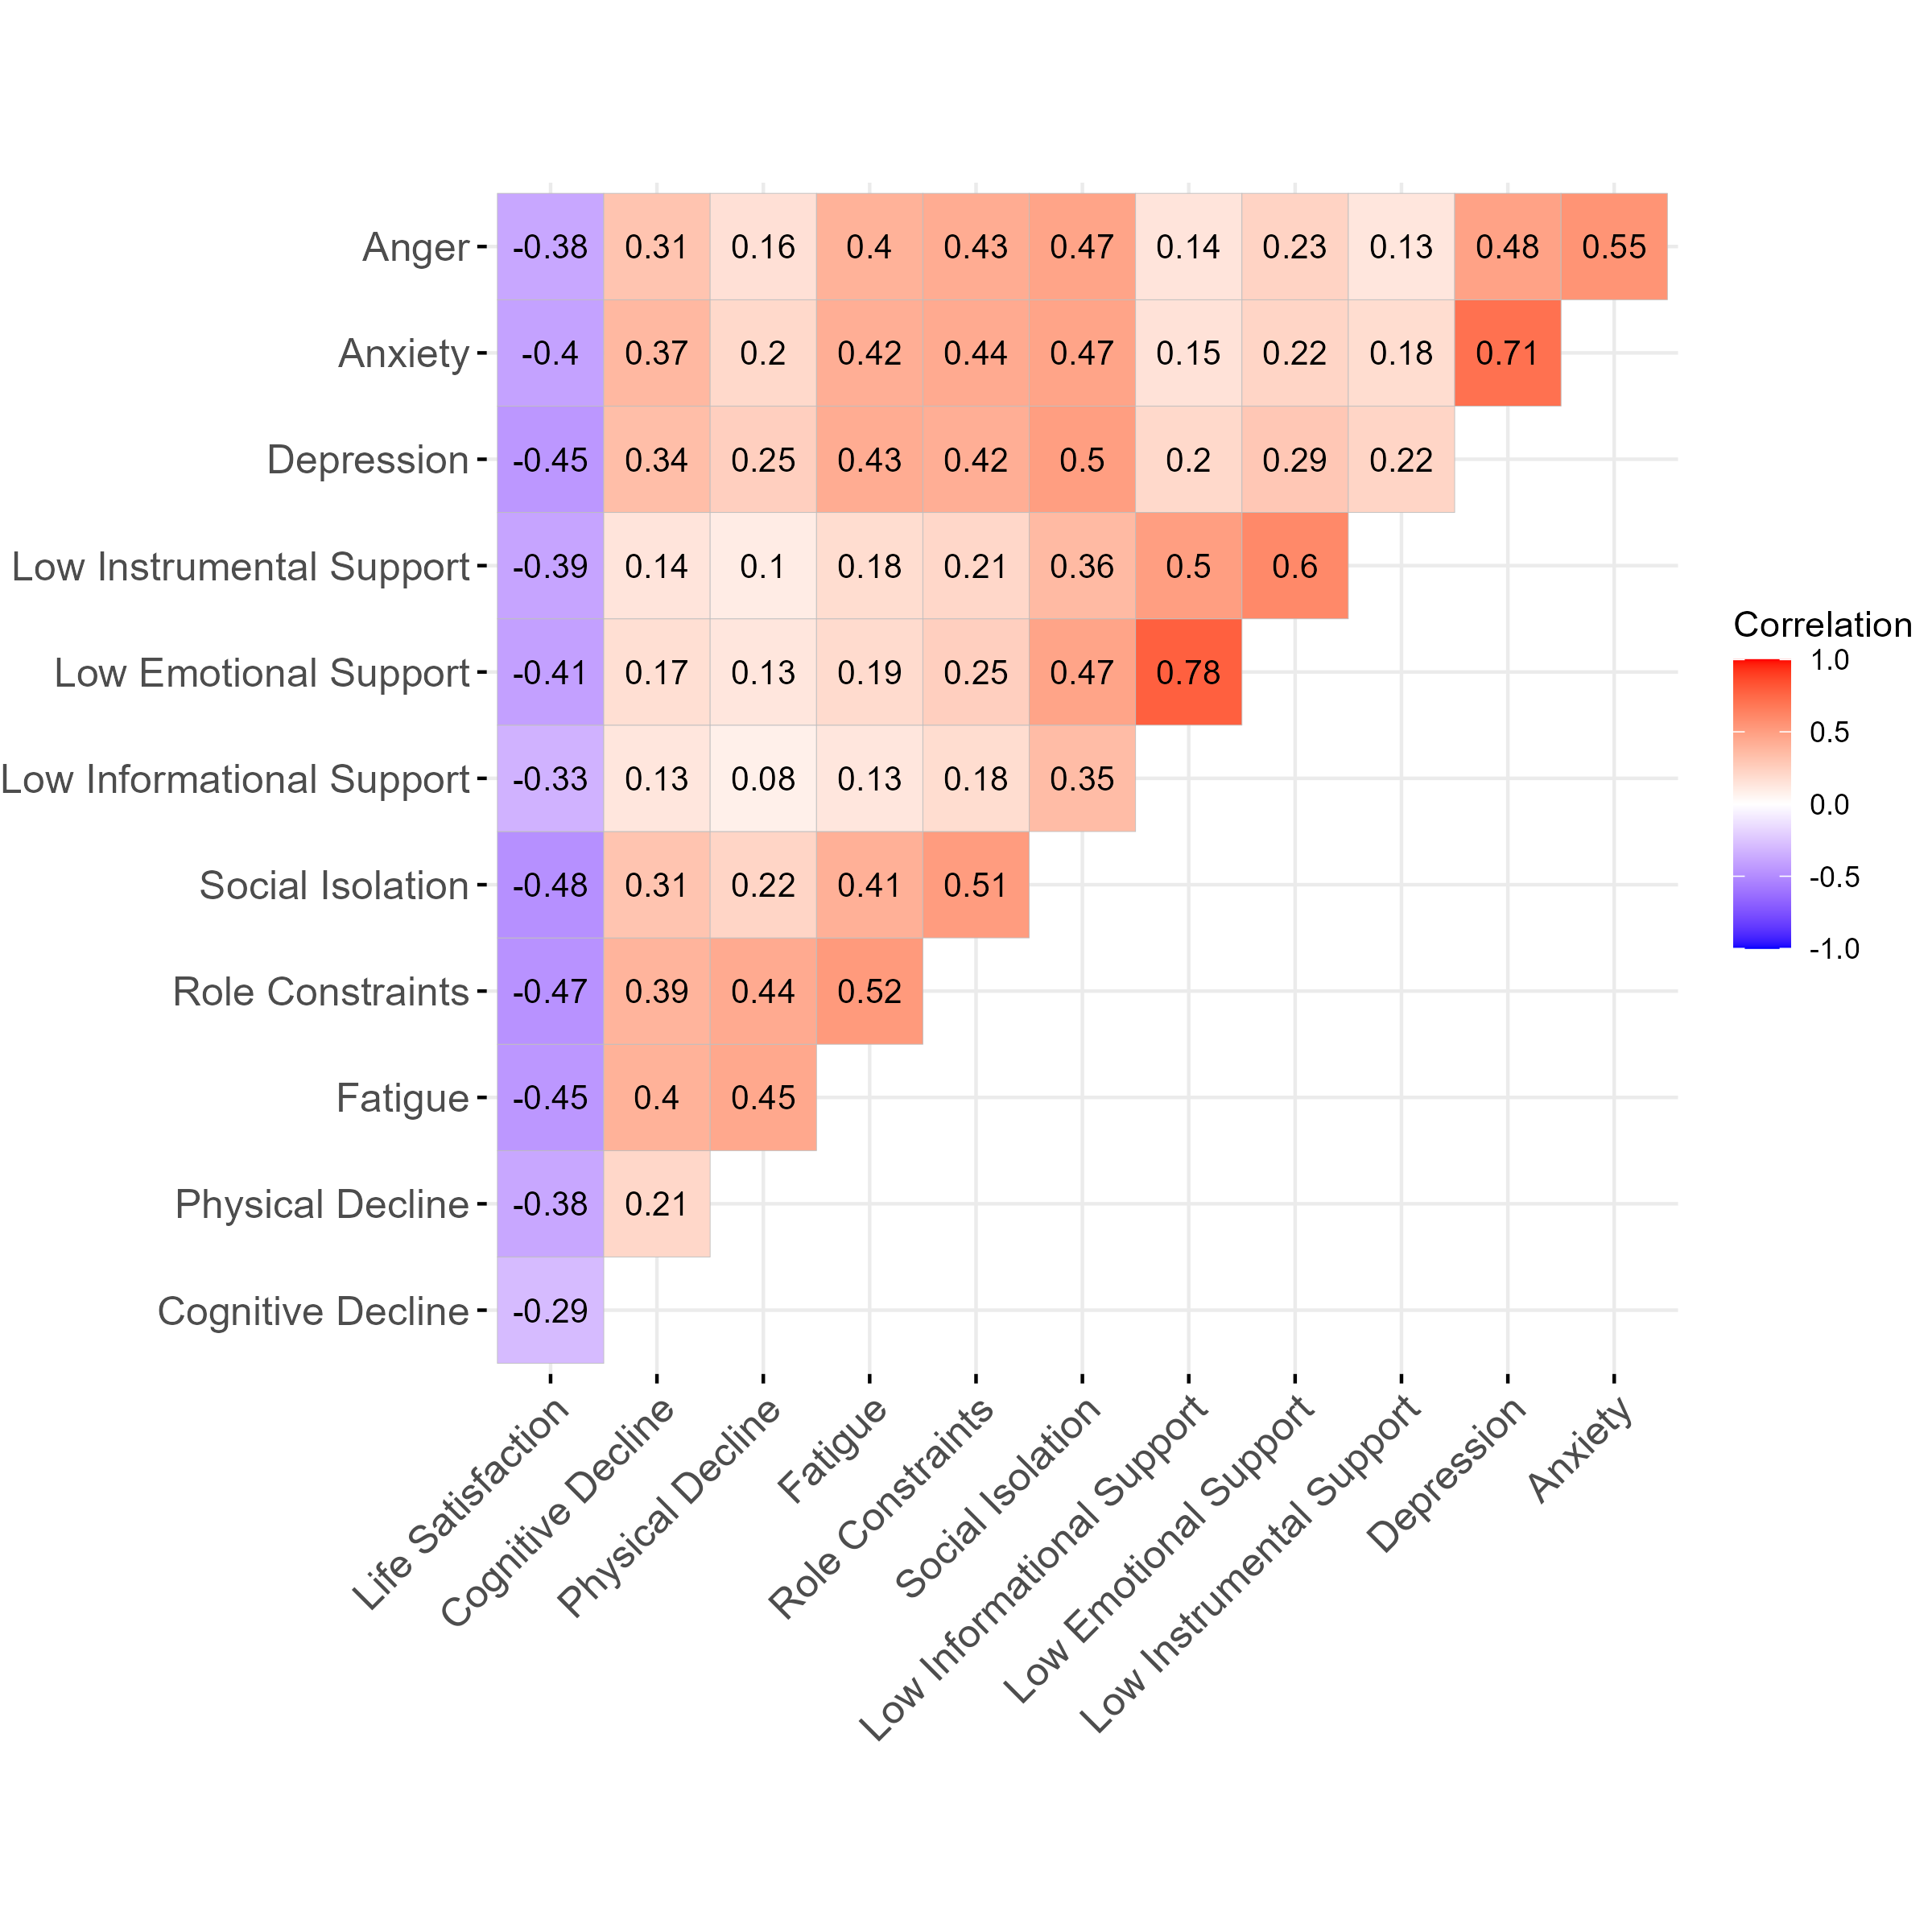 Anger -0.38 0.31 0.16 0.4 0.43 0.47 0.14 0.23 0.13 0.48 0.55
Anxiety -0.4 0.37 0.2 0.42 0.44 0.47 0.15 0.22 0.18 0.71
Depression -0.45 0.34 0.25 0.43 0.42 0.5 0.2 0.29 0.22
Low Instrumental Support -0.39 0.14 0.1 0.18 0.21 0.36 0.5 0.6
Low Emotional Support -0.41 0.17 0.13 0.19 0.25 0.47 0.78
Low Informational Support -0.33 0.13 0.08 0.13 0.18 0.35
Social Isolation -0.48 0.31 0.22 0.41 0.51
Role Constraints -0.47 0.39 0.44 0.52
Fatigue -0.45 0.4 0.45
Physical Decline -0.38 0.21
Cognitive Decline -0.29
Life Satisfaction
Cognitive Decline
Physical Decline
Fatigue
Role Constraints
Social Isolation
Low Informational Support
Low Emotional Support
Low Instrumental Support
Depression
Anxiety
Correlation
1.0
0.5
0.0
-0.5
-1.0